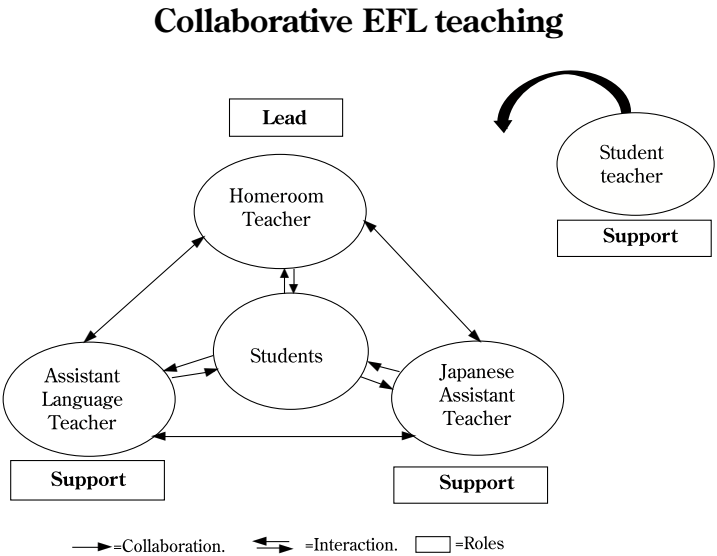 Collaborative EFL teaching
Lead
Student
teacher
Support
Homeroom
Teacher
Students
Assistant
Language
Teacher
Support
Japanese
Assistant
Teacher
Support
=Collaboration.
=Interaction.
=Roles